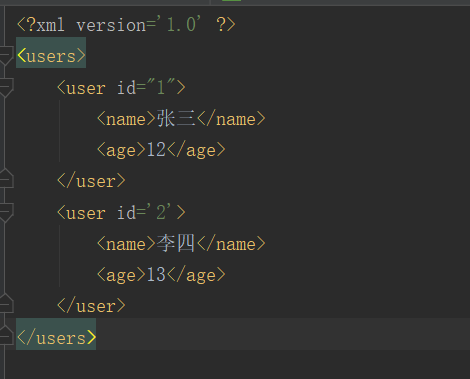 <?xml version='1.0' ?>
<users>
<user id="1">
<name>张三</name>
<age>12</age>
</user>
<user id='2'>
<name>李四</name>
<age>13</age>
</user>
</users>